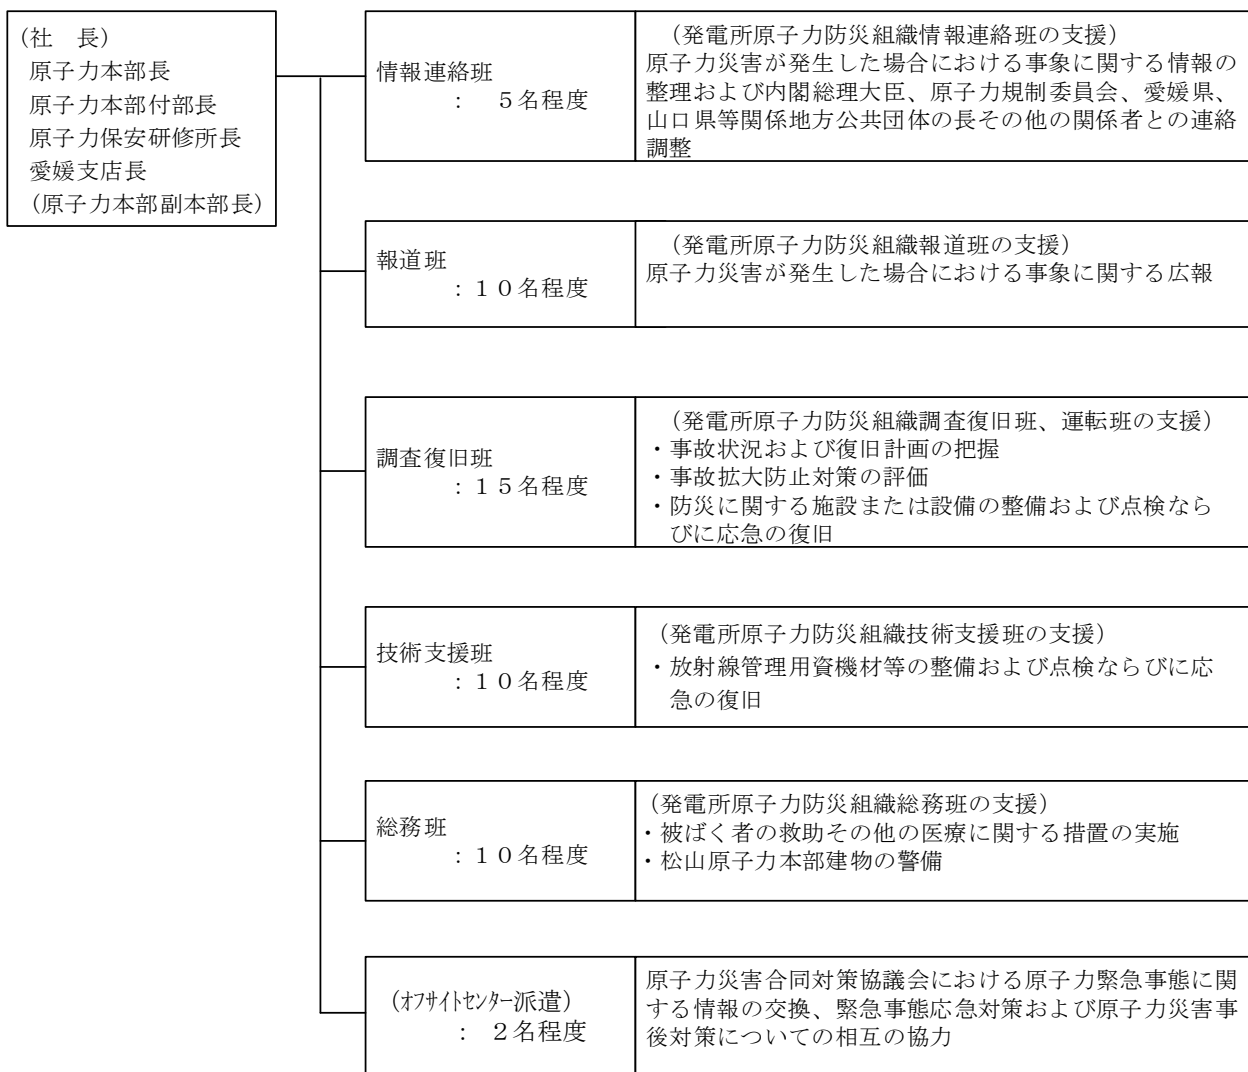 (社　長)
原子力本部長
原子力本部付部長
原子力保安研修所長
愛媛支店長
(原子力本部副本部長)
情報連絡班
：　５名程度
(発電所原子力防災組織情報連絡班の支援)
原子力災害が発生した場合における事象に関する情報の
整理および内閣総理大臣、原子力規制委員会、愛媛県、
山口県等関係地方公共団体の長その他の関係者との連絡
調整
報道班
：１０名程度
(発電所原子力防災組織報道班の支援)
原子力災害が発生した場合における事象に関する広報
調査復旧班
：１５名程度
(発電所原子力防災組織調査復旧班、運転班の支援)
・事故状況および復旧計画の把握
・事故拡大防止対策の評価
・防災に関する施設または設備の整備および点検なら
びに応急の復旧
技術支援班
：１０名程度
(発電所原子力防災組織技術支援班の支援)
・放射線管理用資機材等の整備および点検ならびに応
急の復旧
総務班
：１０名程度
(発電所原子力防災組織総務班の支援)
・被ばく者の救助その他の医療に関する措置の実施
・松山原子力本部建物の警備
(ｵﾌｻｲﾄｾﾝﾀｰ派遣)
：　２名程度
原子力災害合同対策協議会における原子力緊急事態に関
する情報の交換、緊急事態応急対策および原子力災害事
後対策についての相互の協力